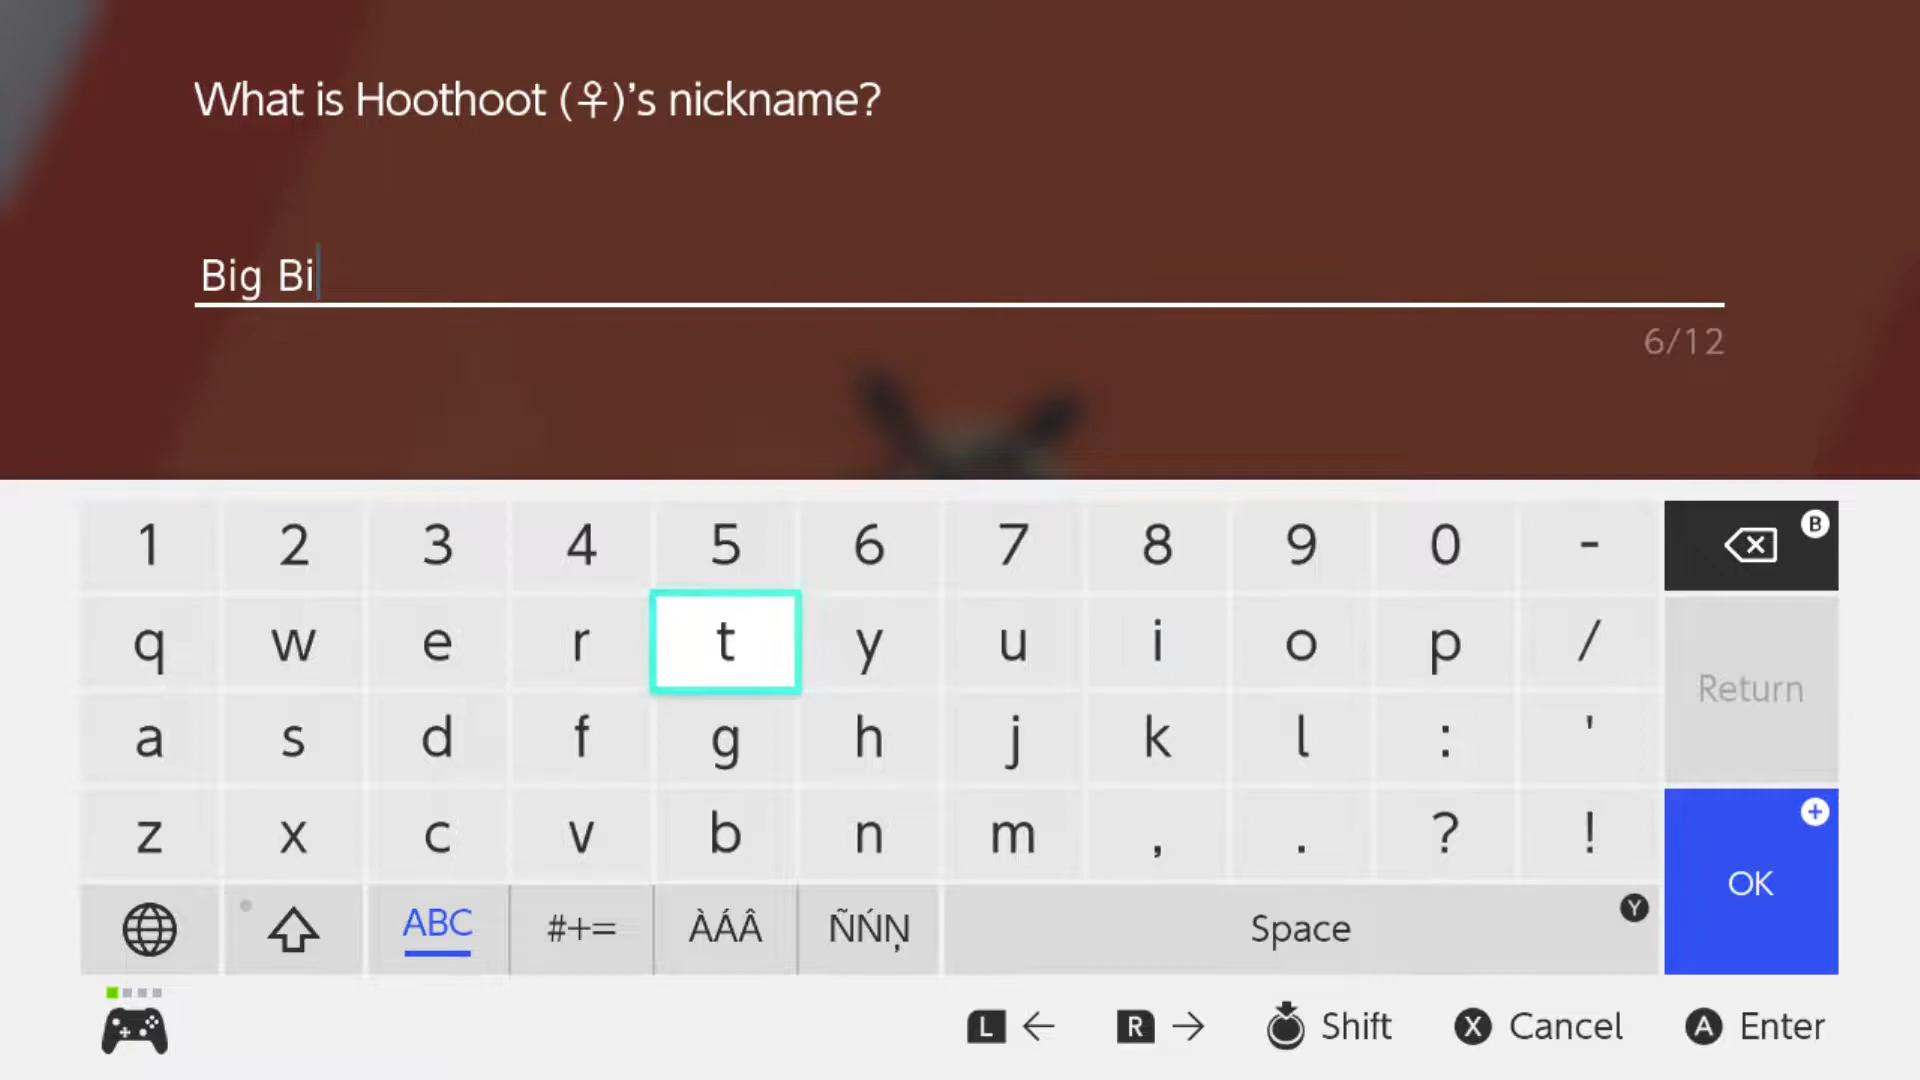 What is Hoothoot (♀)'s nickname?
Big Bi
6/12
1 2 3 4 5 6 7 8 9 0 -
q w e r t y u i o p /
Return
a s d f g h j k l : '
z x c v b n m , . ? !
OK
ABC #+= ÀÁÂ ÑŃŅ Space
L ← R → Shift X Cancel A Enter
B
+
Y